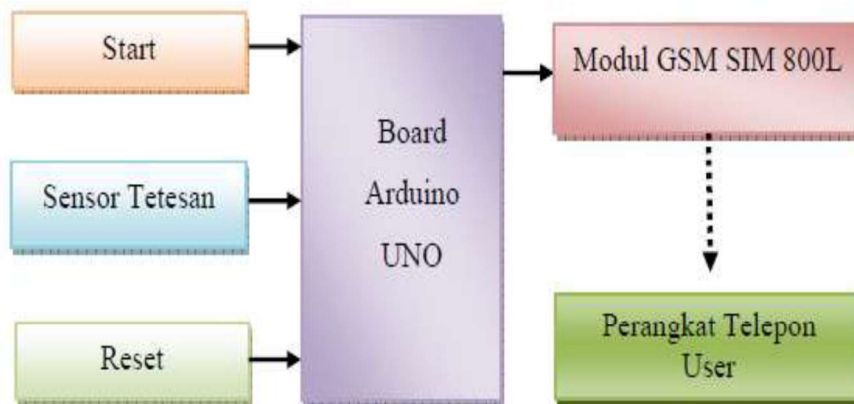 Start
Sensor Tetesan
Reset
Board
Arduino
UNO
Modul GSM SIM 800L
Perangkat Telepon
User